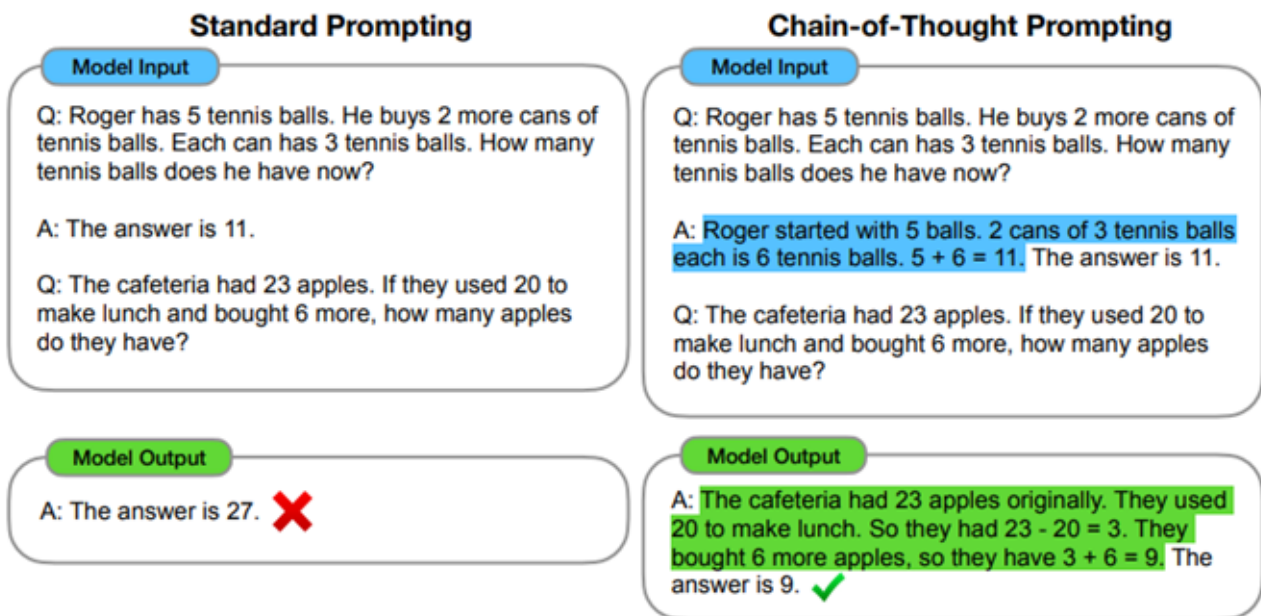 Standard Prompting
Model Input
Q: Roger has 5 tennis balls. He buys 2 more cans of
tennis balls. Each can has 3 tennis balls. How many
tennis balls does he have now?
A: The answer is 11.
Q: The cafeteria had 23 apples. If they used 20 to
make lunch and bought 6 more, how many apples
do they have?
Model Output
A: The answer is 27.
Chain-of-Thought Prompting
Model Input
Q: Roger has 5 tennis balls. He buys 2 more cans of
tennis balls. Each can has 3 tennis balls. How many
tennis balls does he have now?
A: Roger started with 5 balls. 2 cans of 3 tennis balls
each is 6 tennis balls. 5 + 6 = 11. The answer is 11.
Q: The cafeteria had 23 apples. If they used 20 to
make lunch and bought 6 more, how many apples
do they have?
Model Output
A: The cafeteria had 23 apples originally. They used
20 to make lunch. So they had 23 - 20 = 3. They
bought 6 more apples, so they have 3 + 6 = 9. The
answer is 9.